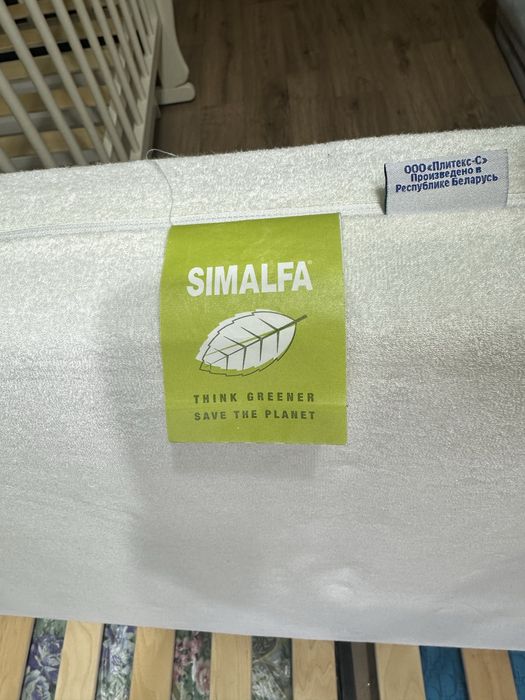 ООО«Плитекс-С»
Произведено в
Республике Беларусь
SIMALFA®
THINK GREENER
SAVE THE PLANET